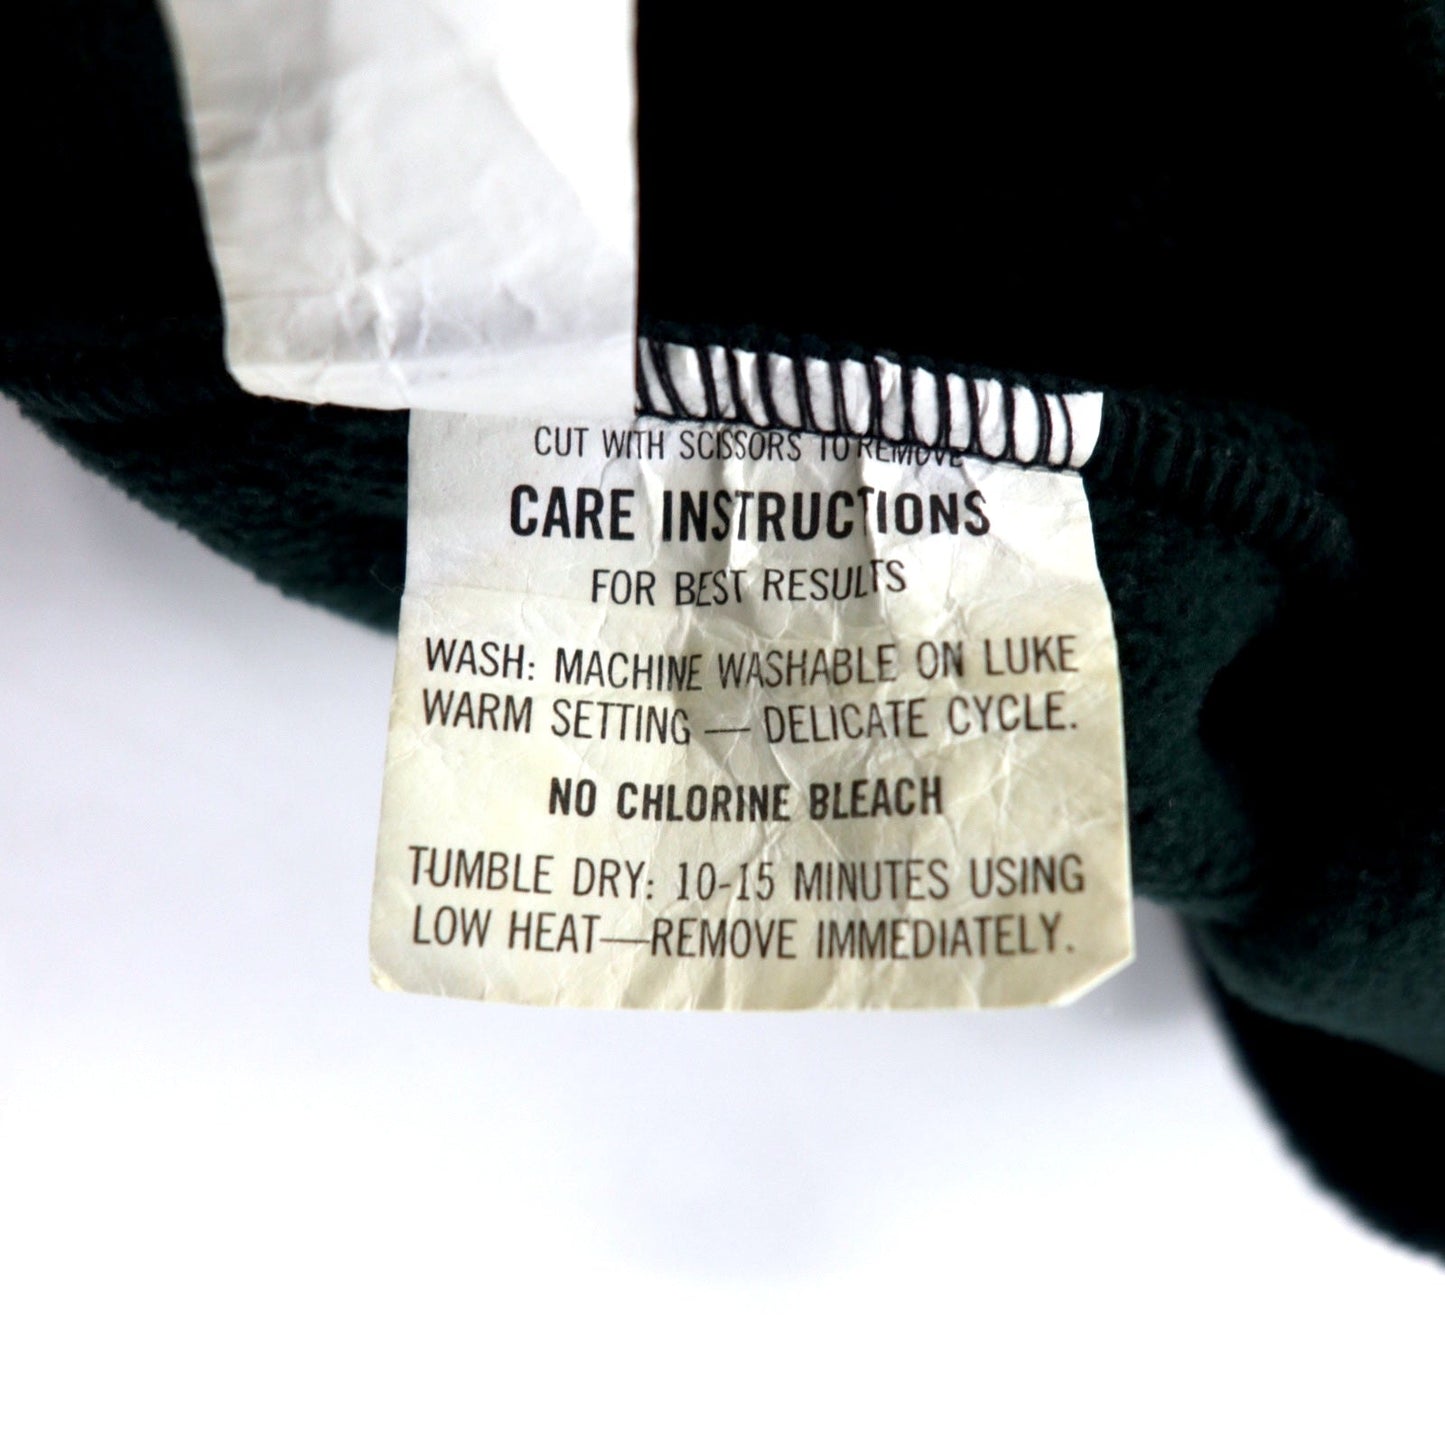 CUT WITH SCISSORS TO REMOVE
CARE INSTRUCTIONS
FOR BEST RESULTS
WASH: MACHINE WASHABLE ON LUKE
WARM SETTING — DELICATE CYCLE.
NO CHLORINE BLEACH
TUMBLE DRY: 10-15 MINUTES USING
LOW HEAT—REMOVE IMMEDIATELY.